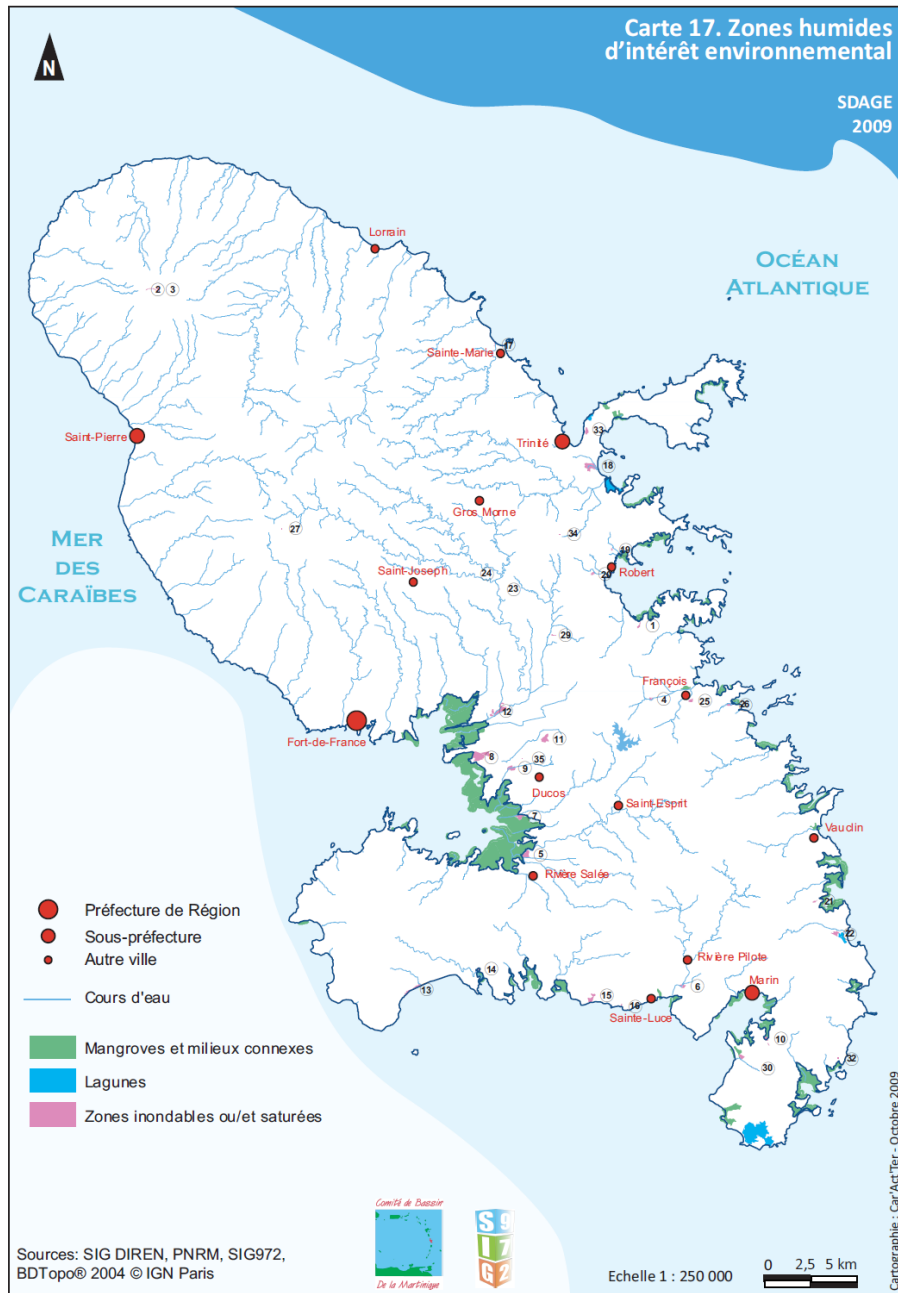 Carte 17. Zones humides
d'intérêt environnemental
SDAGE
2009
N
Lorrain
OCÉAN
ATLANTIQUE
2
3
17
Sainte-Marie
Saint-Pierre
Trinité
33
18
Gros Morne
27
34
MER
DES
CARAÏBES
19
Saint-Joseph
24
20
Robert
23
1
29
François
4
25
26
12
Fort-de-France
11
8
35
9
Ducos
Saint-Esprit
7
Vauclin
5
Rivière Salée
21
22
Préfecture de Région
Sous-préfecture
Autre ville
Rivière Pilote
14
13
6
Marin
15
16
Sainte-Luce
Cours d'eau
10
32
30
Mangroves et milieux connexes
Lagunes
Zones inondables ou/et saturées
Cartographie : Car'Act'Ter - Octobre 2009
Comité de Bassin
De la Martinique
S 9
I 7
G 2
Sources: SIG DIREN, PNRM, SIG972,
BDTopo® 2004 © IGN Paris
Echelle 1 : 250 000
0 2,5 5 km